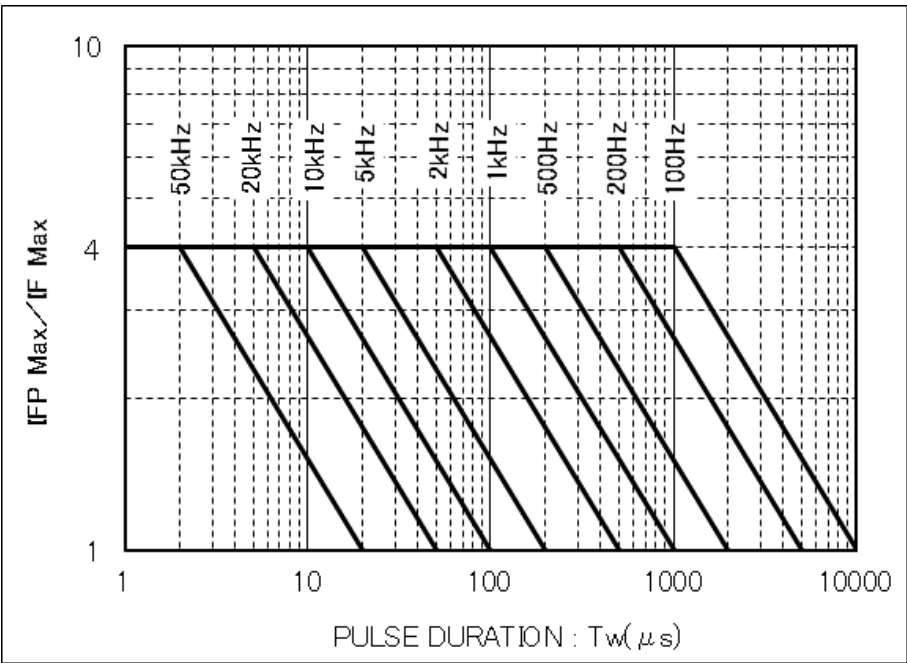 10
50kHz
20kHz
10kHz
5kHz
2kHz
1kHz
500Hz
200Hz
100Hz
4
IFP Max/IF Max
1
1 10 100 1000 10000
PULSE DURATION : Tw(μs)